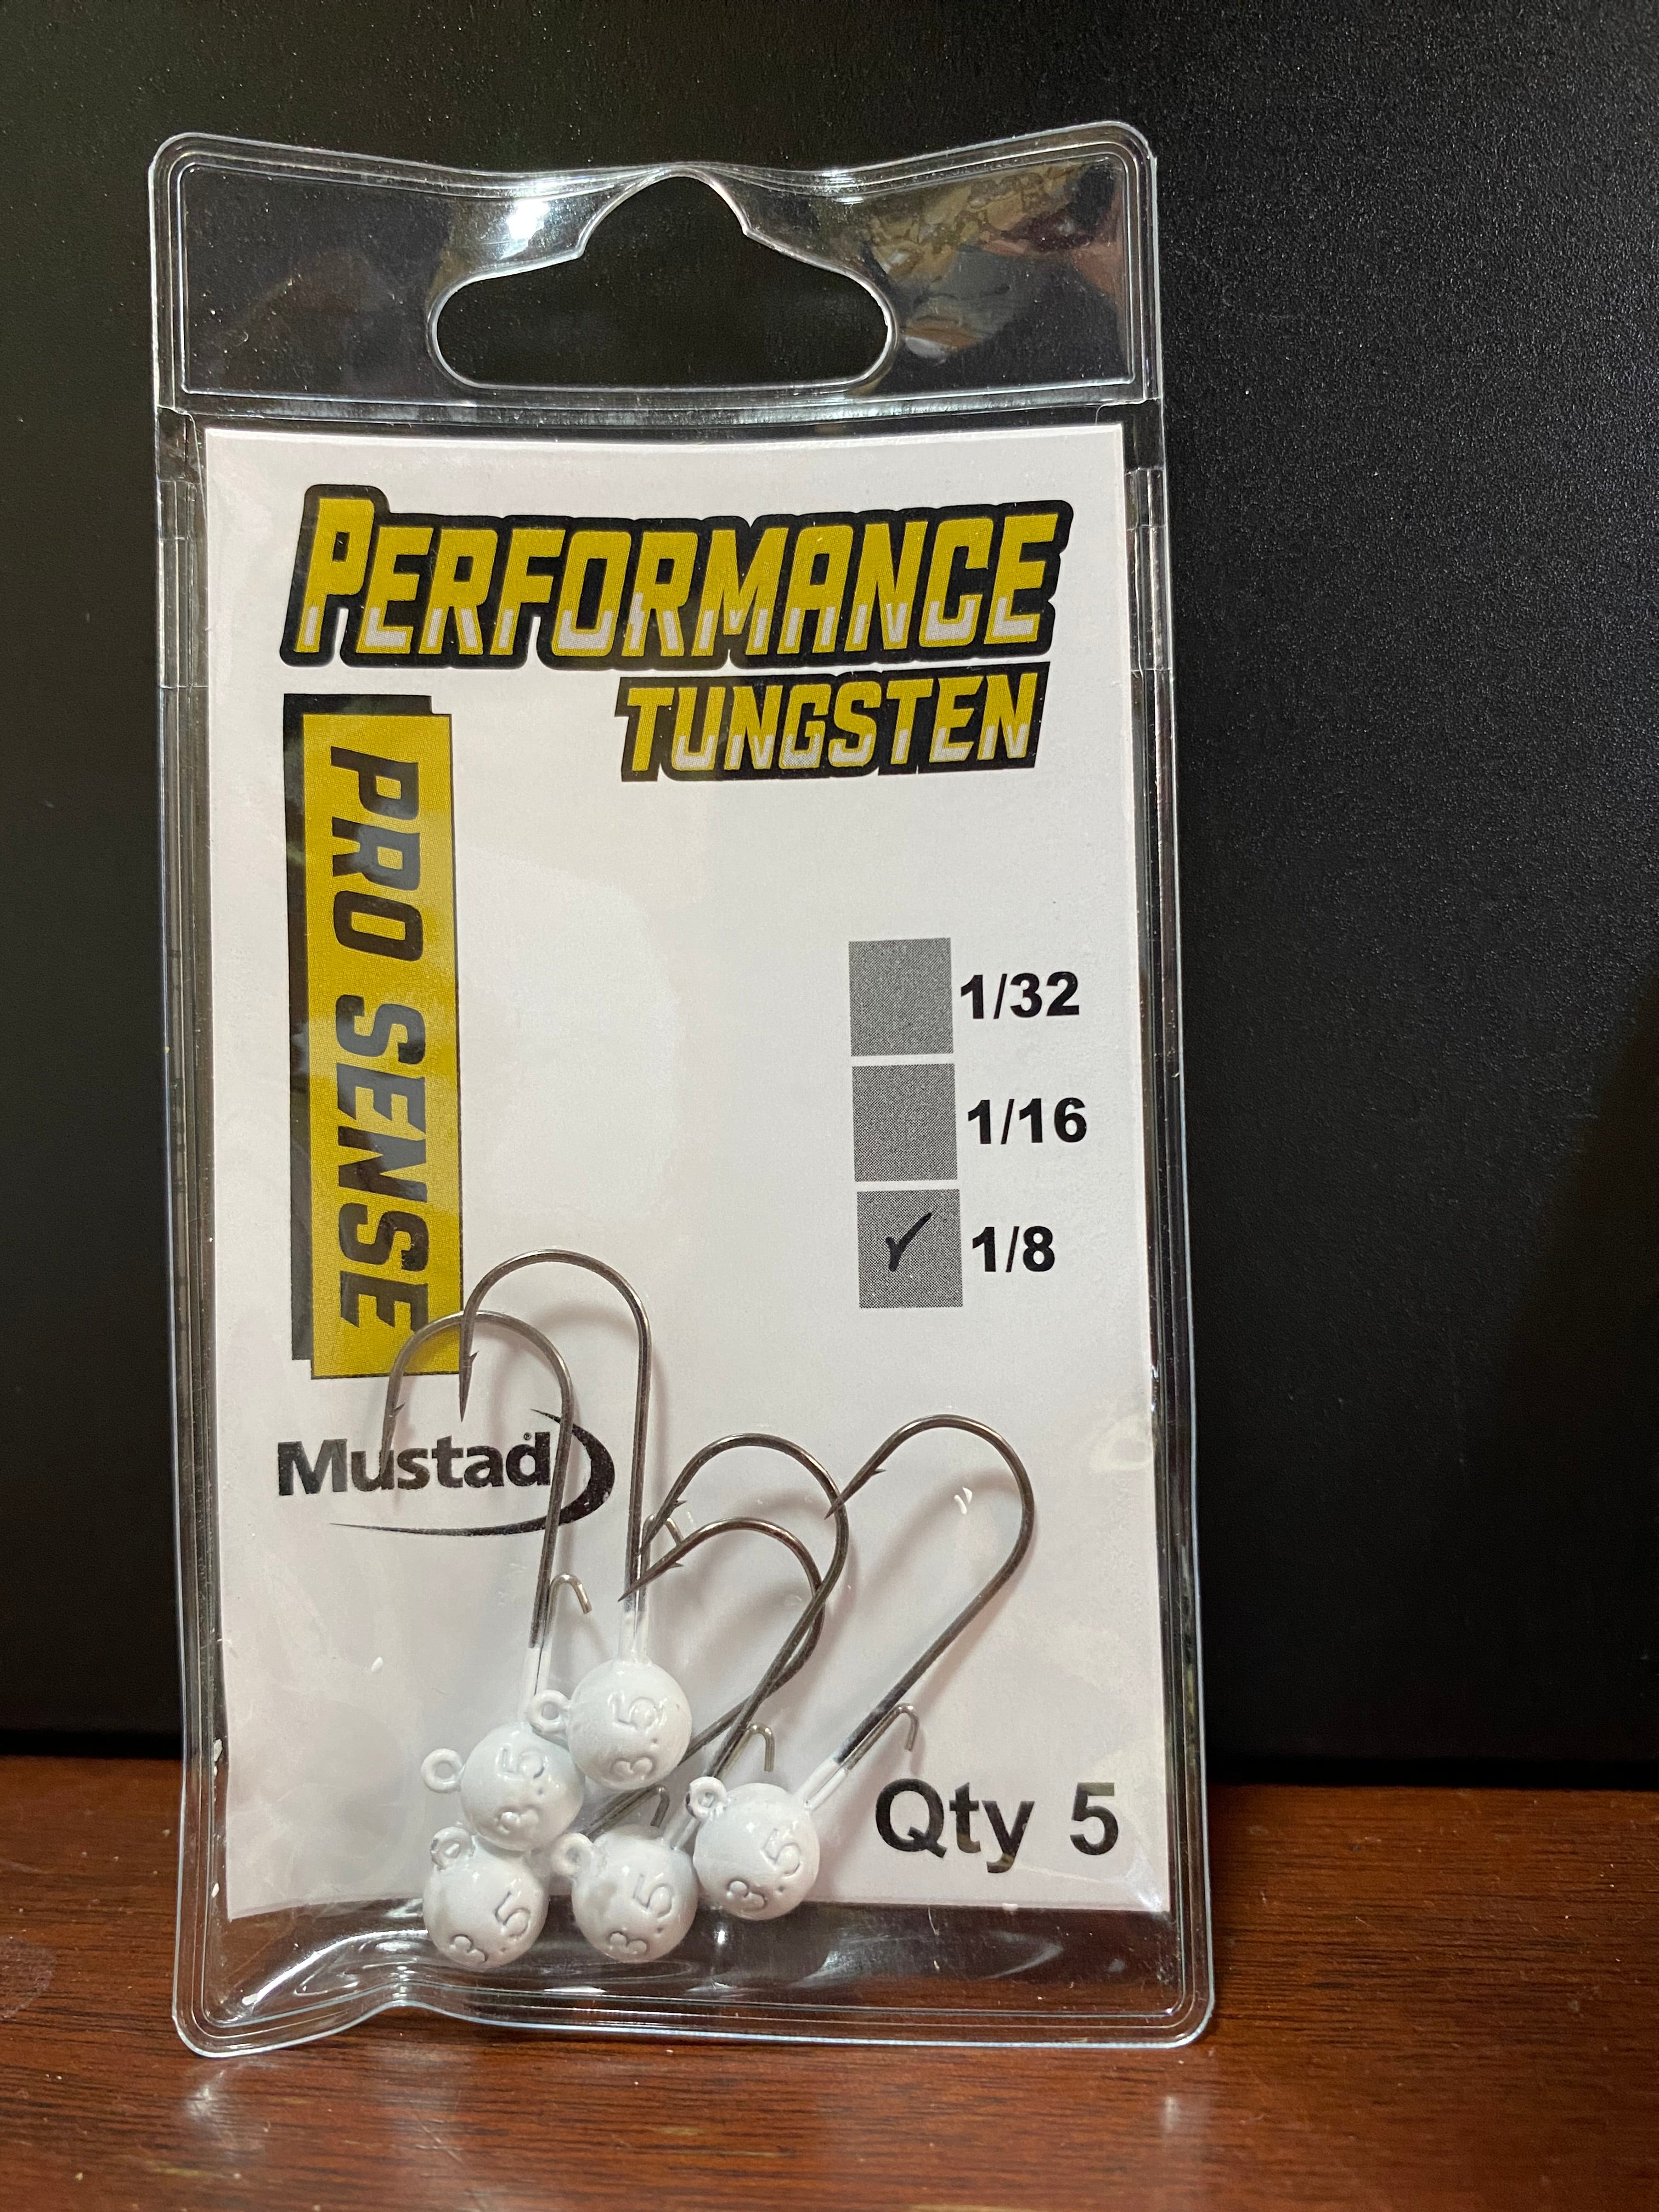 PERFORMANCE
TUNGSTEN
PRO SENSE
1/32
1/16
✓ 1/8
Mustad®
3.5
3.5
3.5
3.5
3.5
Qty 5